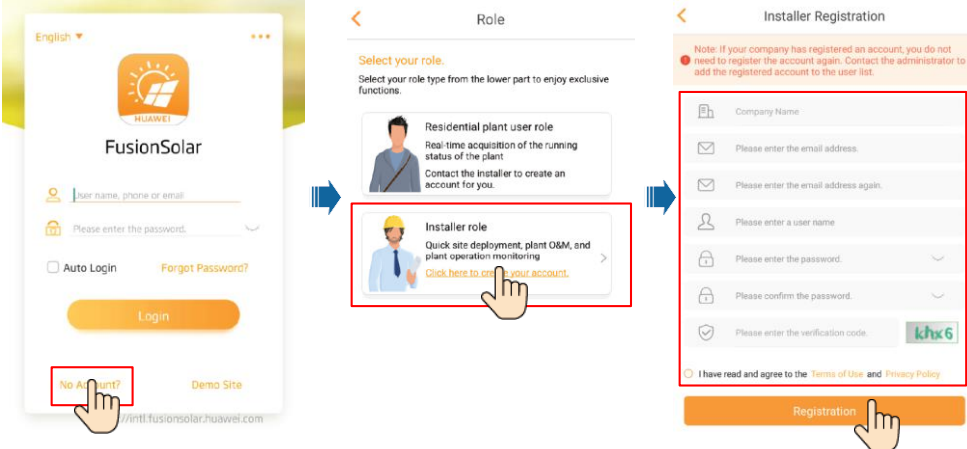 English ▼
HUAWEI
FusionSolar
User name, phone or email
Please enter the password.
Auto Login
Forgot Password?
Login
No Account?
Demo Site
//intl.fusionsolar.huawei.com
Role
Select your role.
Select your role type from the lower part to enjoy exclusive
functions.
Residential plant user role
Real-time acquisition of the running
status of the plant
Contact the installer to create an
account for you.
Installer role
Quick site deployment, plant O&M, and
plant operation monitoring
Click here to create your account.
Installer Registration
Note: If your company has registered an account, you do not
need to register the account again. Contact the administrator to
add the registered account to the user list.
Company Name
Please enter the email address.
Please enter the email address again.
Please enter a user name
Please enter the password.
Please confirm the password.
Please enter the verification code.
khx6
I have read and agree to the Terms of Use and Privacy Policy
Registration